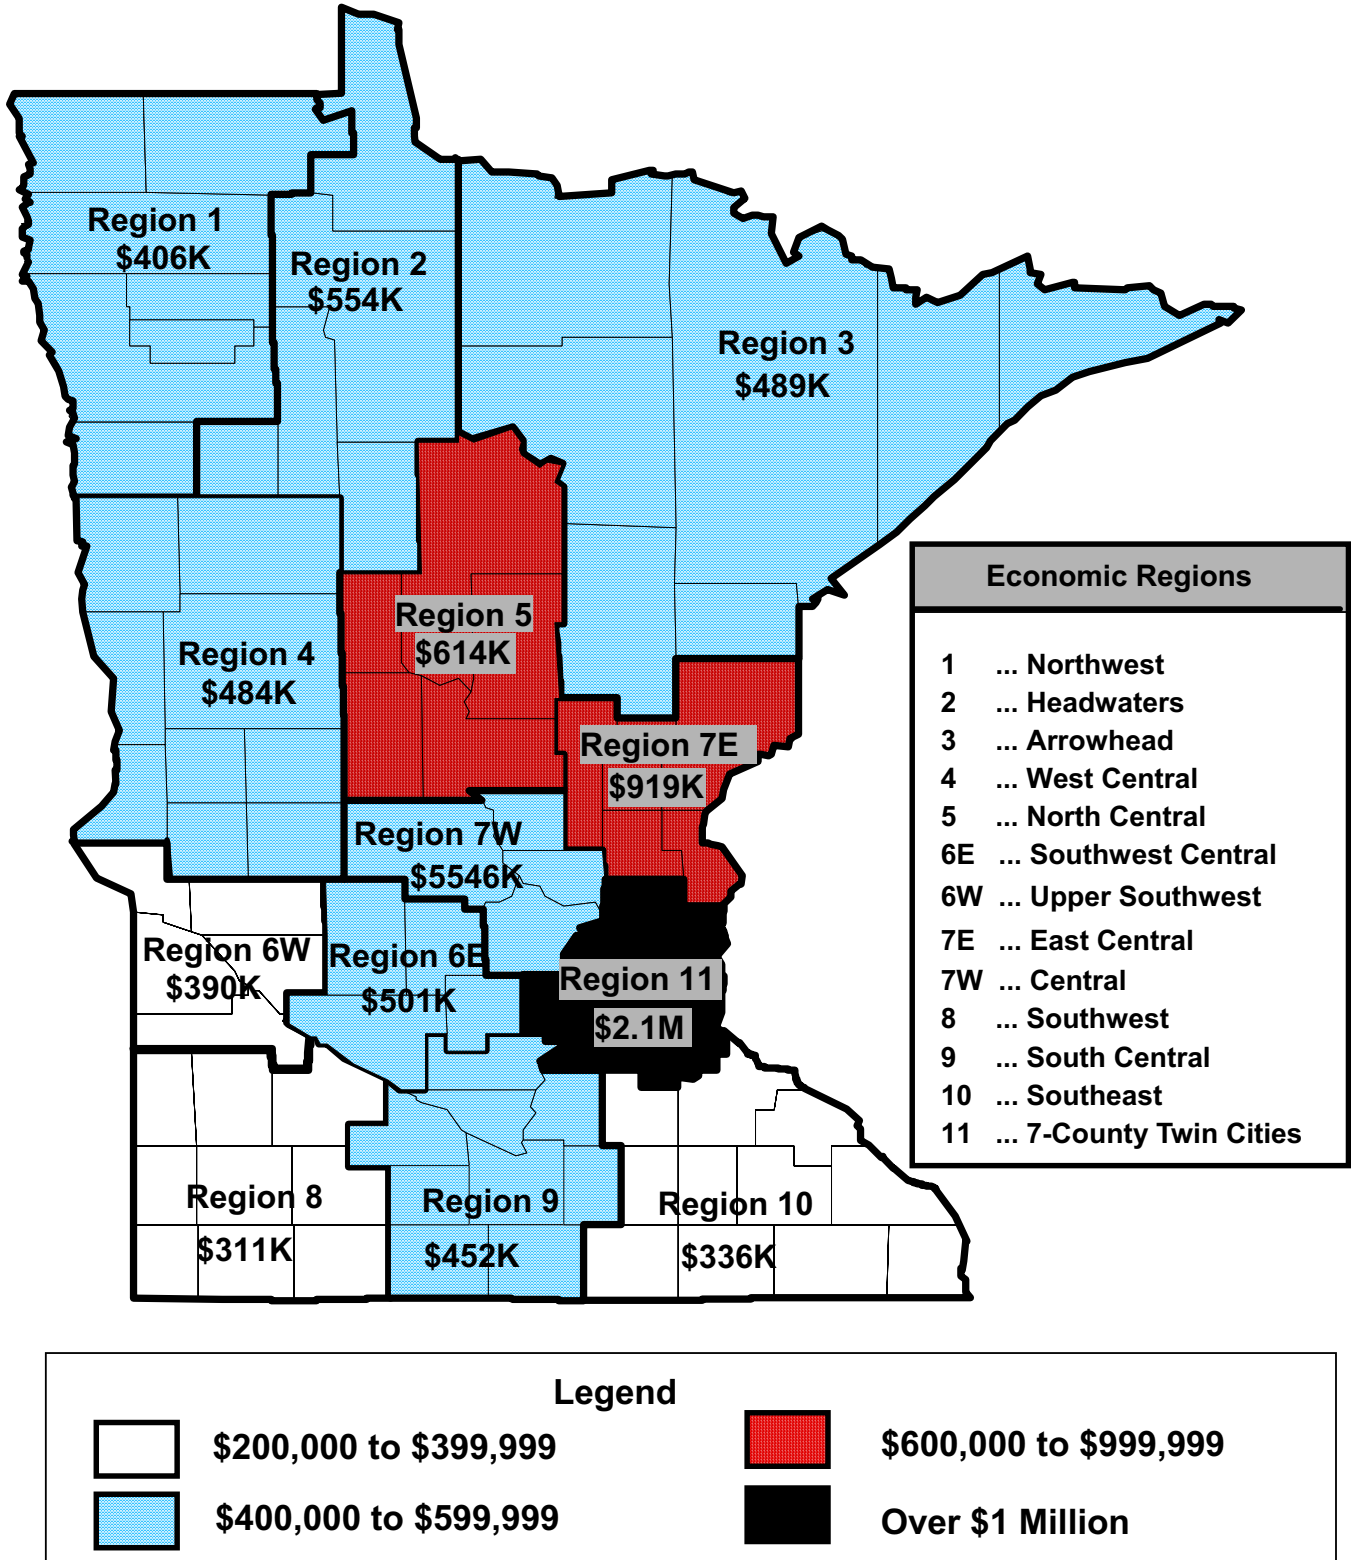 Region 1
$406K
Region 2
$554K
Region 3
$489K
Region 5
$614K
Region 4
$484K
Region 7E
$919K
Region 7W
$5546K
Region 6W
$390K
Region 6E
$501K
Region 11
$2.1M
Region 8
$311K
Region 9
$452K
Region 10
$336K
Economic Regions
1 ... Northwest
2 ... Headwaters
3 ... Arrowhead
4 ... West Central
5 ... North Central
6E ... Southwest Central
6W ... Upper Southwest
7E ... East Central
7W ... Central
8 ... Southwest
9 ... South Central
10 ... Southeast
11 ... 7-County Twin Cities
Legend
$200,000 to $399,999
$600,000 to $999,999
$400,000 to $599,999
Over $1 Million